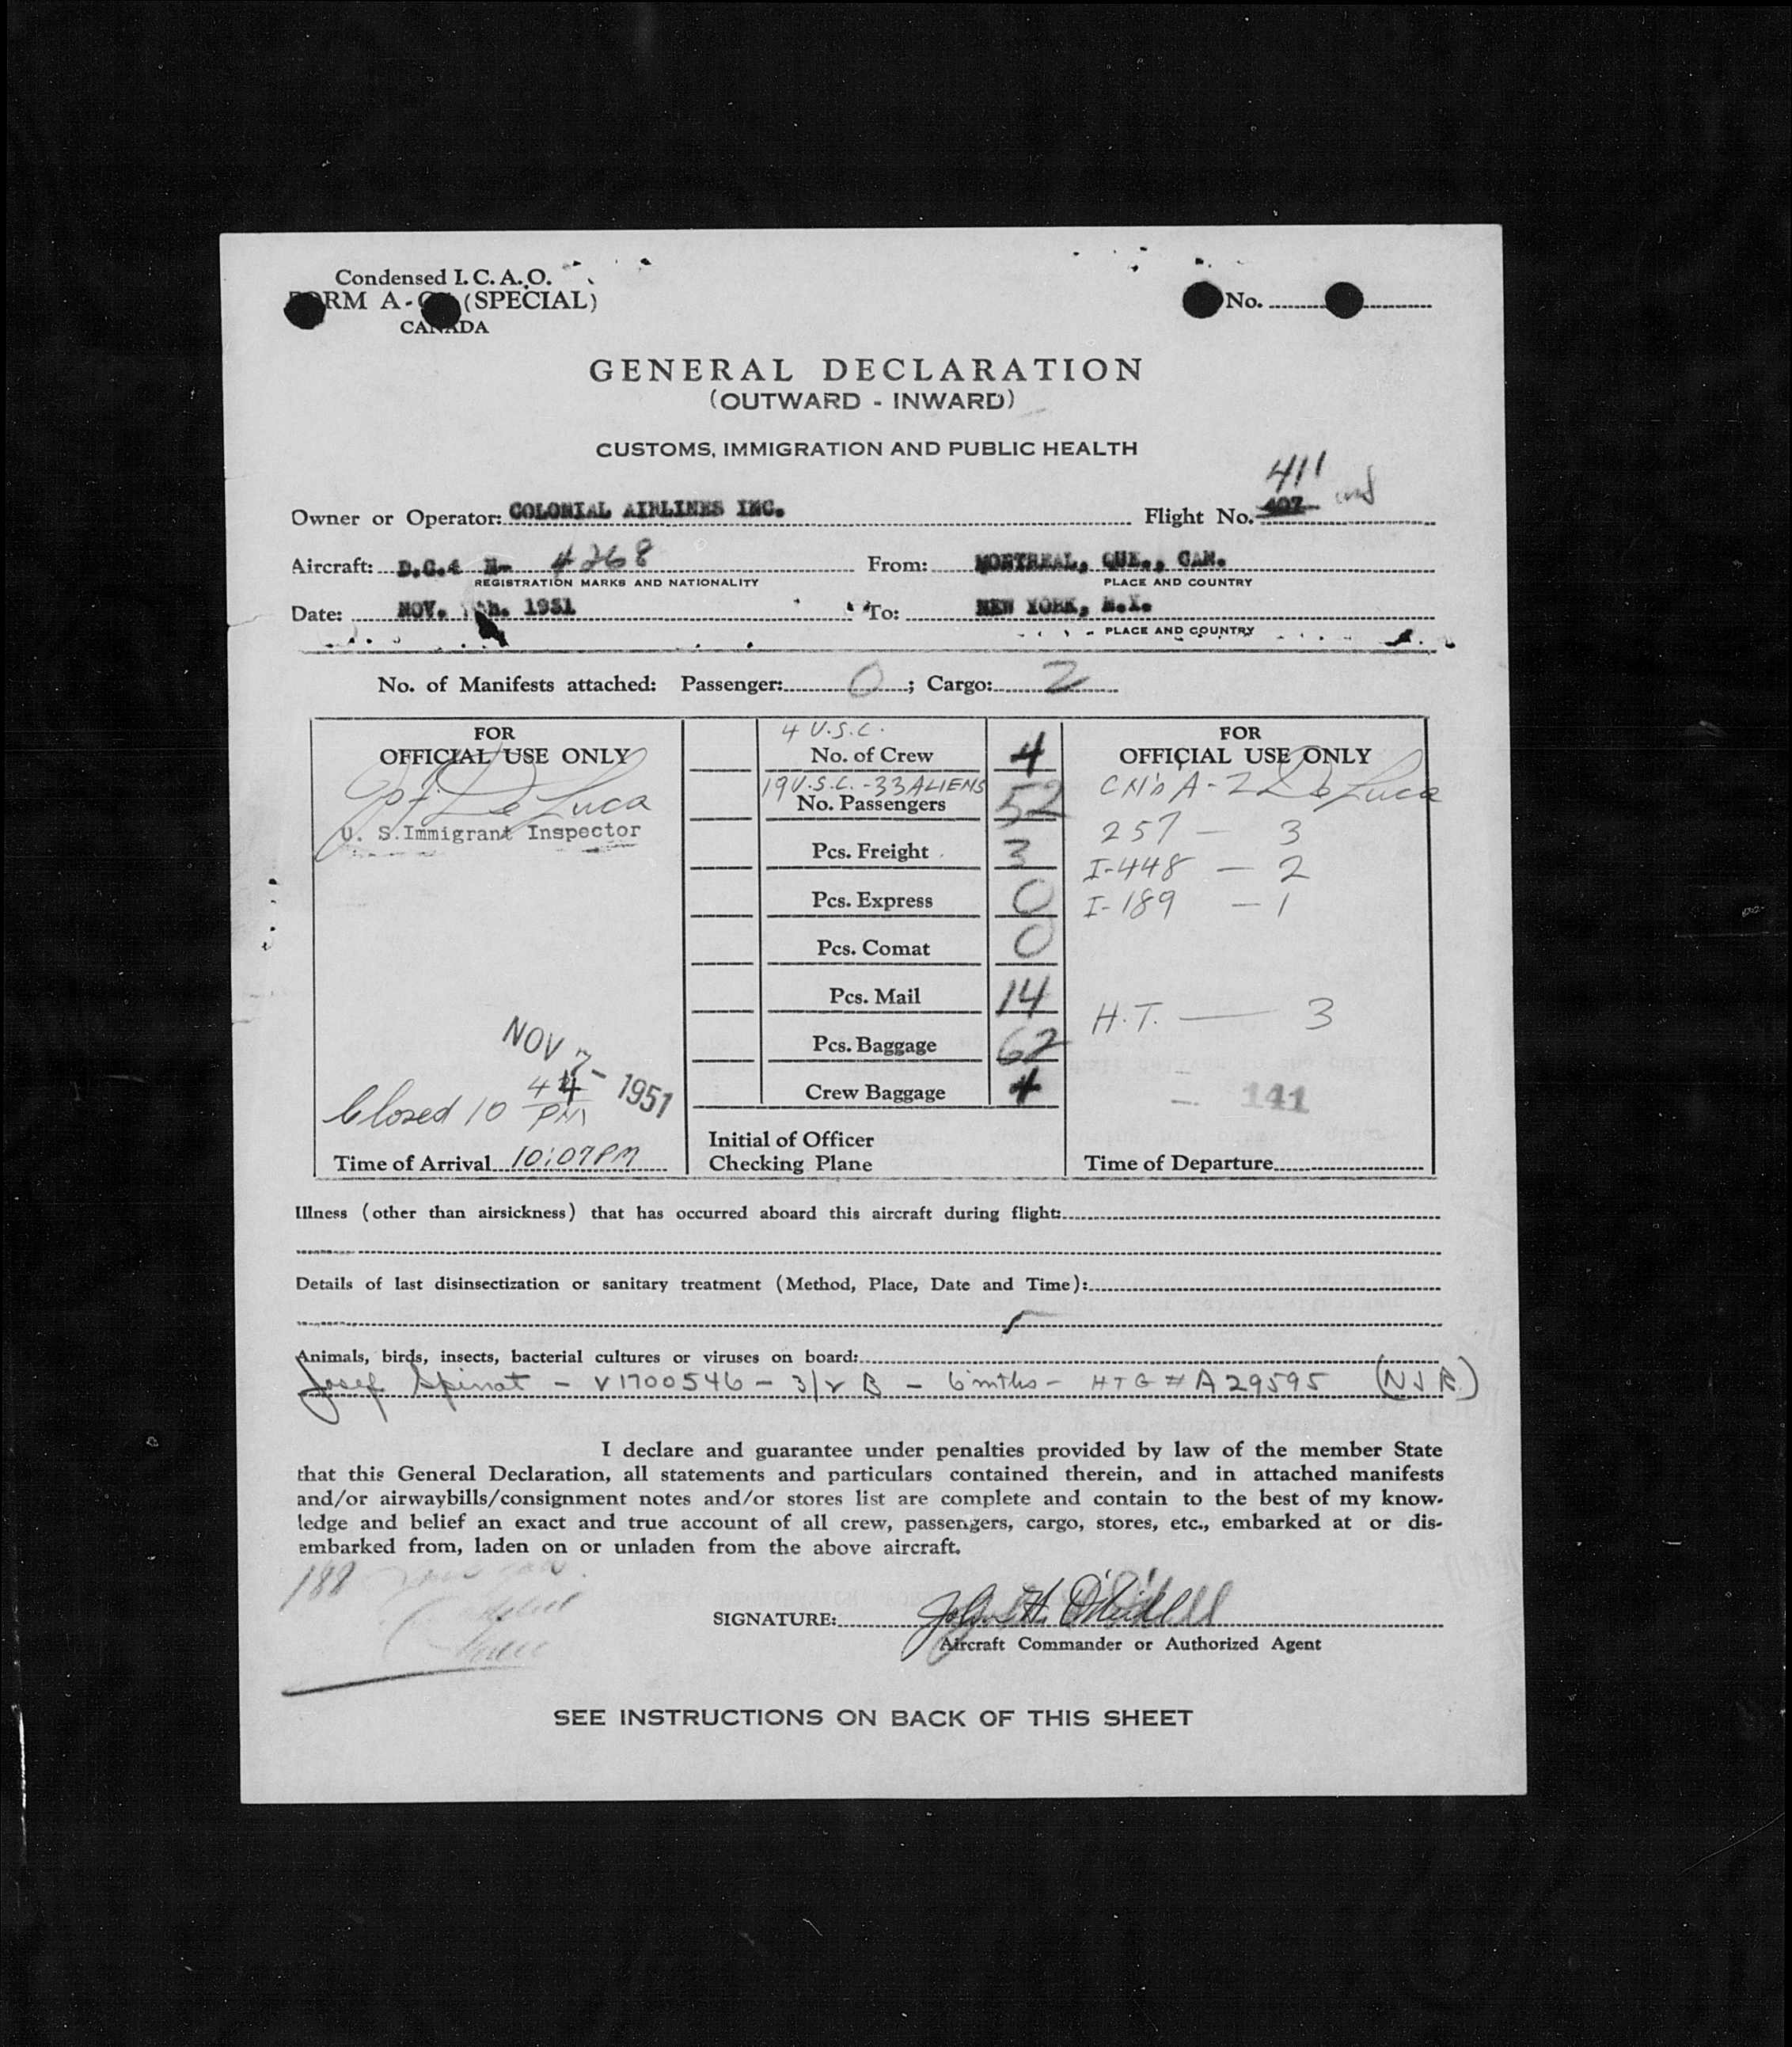 Condensed I.C.A.O.
RM A- (SPECIAL)
CANADA
No.
GENERAL DECLARATION
(OUTWARD - INWARD)
CUSTOMS, IMMIGRATION AND PUBLIC HEALTH
411
Owner or Operator: COLONIAL AIRLINES INC. Flight No. 407
Aircraft: D.C.4 N- 4268 From: MONTREAL, QUE., CAN.
REGISTRATION MARKS AND NATIONALITY PLACE AND COUNTRY
Date: NOV. 1951 To: NEW YORK, N.Y.
PLACE AND COUNTRY
No. of Manifests attached: Passenger: 0; Cargo: 2
FOR
OFFICIAL USE ONLY
De Luca
U. S. Immigrant Inspector
NOV 7- 1951
Closed 10 44 PM
Time of Arrival 10:07 PM
4 U.S.C.
No. of Crew 4
19 U.S.C. - 33 ALIENS
No. Passengers 52
Pcs. Freight 3
Pcs. Express 0
Pcs. Comat 0
Pcs. Mail 14
Pcs. Baggage 62
Crew Baggage 4
Initial of Officer
Checking Plane
FOR
OFFICIAL USE ONLY
A-2 De Luca
257 — 3
I-448 — 2
I-189 — 1
H.T. — 3
- 141
Time of Departure
Illness (other than airsickness) that has occurred aboard this aircraft during flight:
Details of last disinsectization or sanitary treatment (Method, Place, Date and Time):
Animals, birds, insects, bacterial cultures or viruses on board:
Josef Spinat - V1700546 - 3/v B - 6 mths - HTG # A29595 (NJR)
I declare and guarantee under penalties provided by law of the member State
that this General Declaration, all statements and particulars contained therein, and in attached manifests
and/or airwaybills/consignment notes and/or stores list are complete and contain to the best of my know-
ledge and belief an exact and true account of all crew, passengers, cargo, stores, etc., embarked at or dis-
embarked from, laden on or unladen from the above aircraft.
188
SIGNATURE: John H. O'Neill
Aircraft Commander or Authorized Agent
SEE INSTRUCTIONS ON BACK OF THIS SHEET